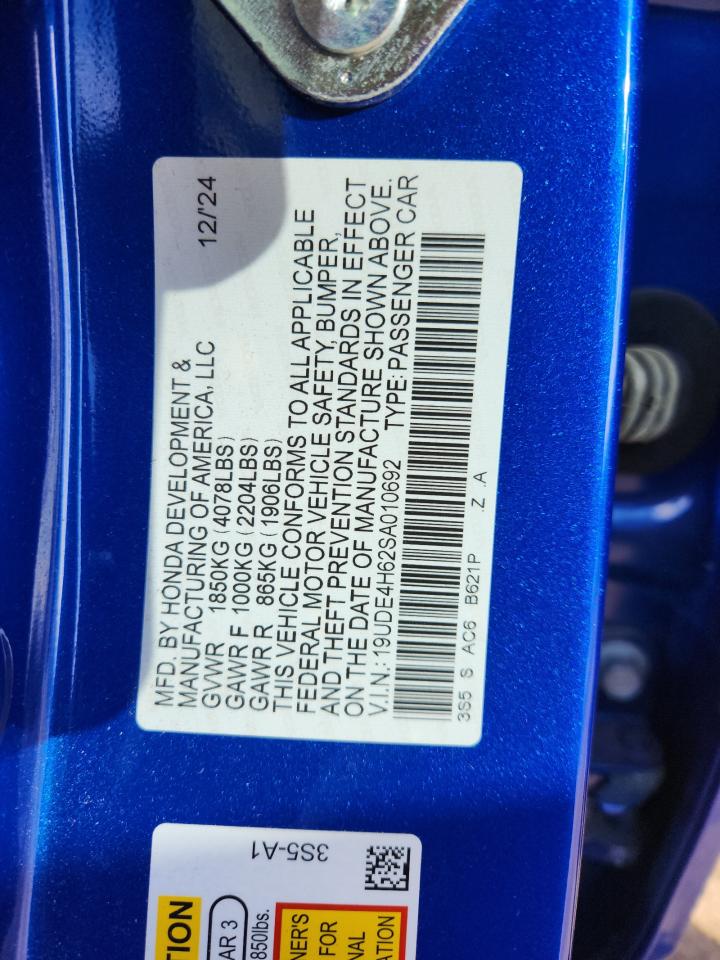 MFD. BY HONDA DEVELOPMENT &
MANUFACTURING OF AMERICA, LLC 12/'24
GVWR 1850KG (4078LBS)
GAWR F 1000KG (2204LBS)
GAWR R 865KG (1906LBS)
THIS VEHICLE CONFORMS TO ALL APPLICABLE
FEDERAL MOTOR VEHICLE SAFETY, BUMPER,
AND THEFT PREVENTION STANDARDS IN EFFECT
ON THE DATE OF MANUFACTURE SHOWN ABOVE.
V.I.N.: 19UDE4H62SA010692 TYPE: PASSENGER CAR
3S5 S AC6 B621P .Z .A
3S5-A1
TION
AR 3
850lbs.
NER'S
FOR
NAL
ATION